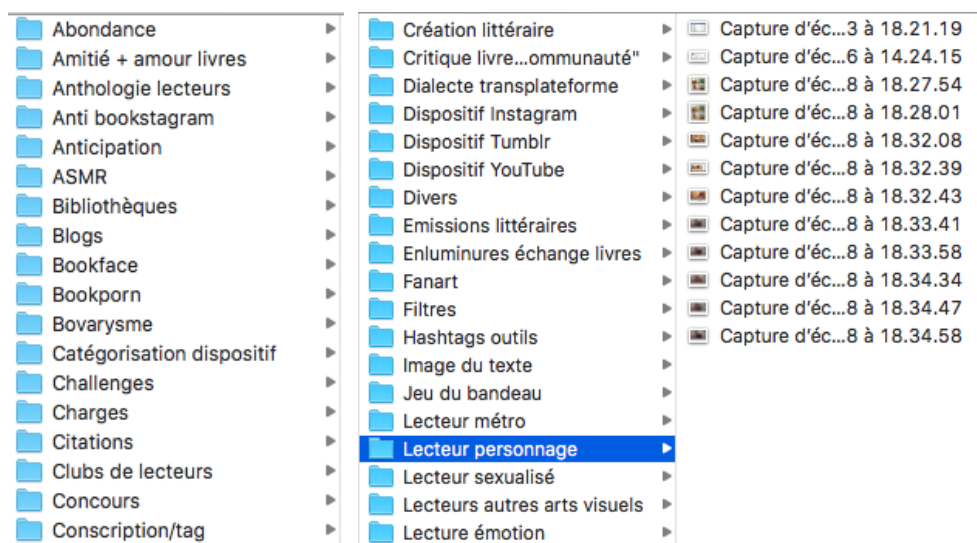 Abondance
Amitié + amour livres
Anthologie lecteurs
Anti bookstagram
Anticipation
ASMR
Bibliothèques
Blogs
Bookface
Bookporn
Bovarysme
Catégorisation dispositif
Challenges
Charges
Citations
Clubs de lecteurs
Concours
Conscription/tag
Création littéraire
Critique livre...ommunauté"
Dialecte transplateforme
Dispositif Instagram
Dispositif Tumblr
Dispositif YouTube
Divers
Emissions littéraires
Enluminures échange livres
Fanart
Filtres
Hashtags outils
Image du texte
Jeu du bandeau
Lecteur métro
Lecteur personnage
Lecteur sexualisé
Lecteurs autres arts visuels
Lecture émotion
Capture d'éc...3 à 18.21.19
Capture d'éc...6 à 14.24.15
Capture d'éc...8 à 18.27.54
Capture d'éc...8 à 18.28.01
Capture d'éc...8 à 18.32.08
Capture d'éc...8 à 18.32.39
Capture d'éc...8 à 18.32.43
Capture d'éc...8 à 18.33.41
Capture d'éc...8 à 18.33.58
Capture d'éc...8 à 18.34.34
Capture d'éc...8 à 18.34.47
Capture d'éc...8 à 18.34.58